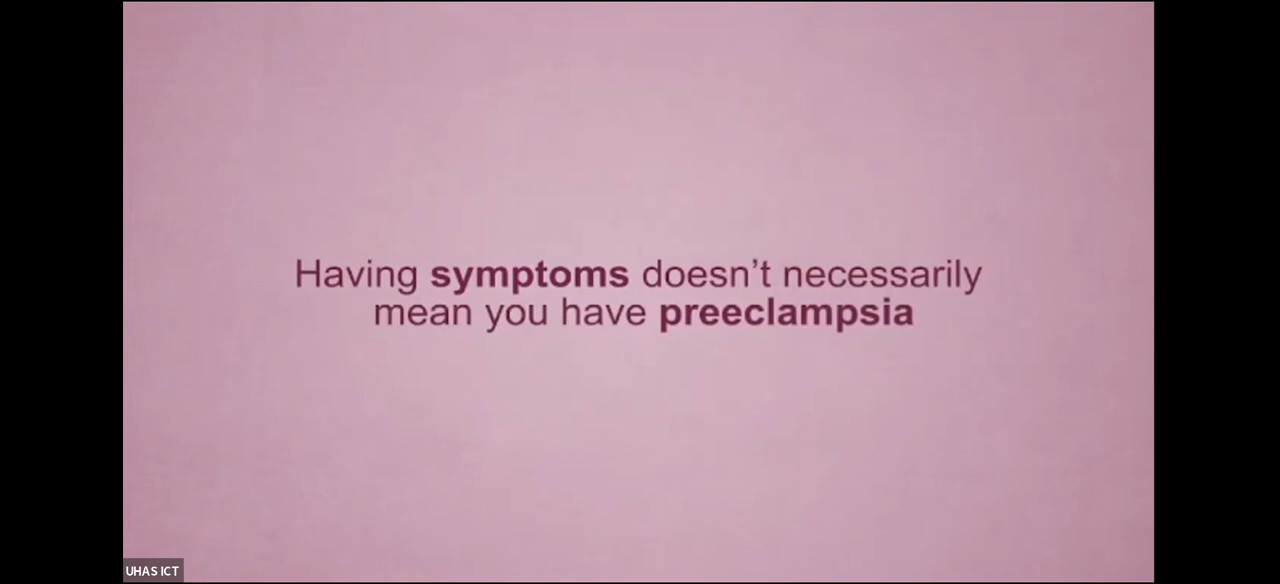 Having symptoms doesn’t necessarily
mean you have preeclampsia
UHAS ICT